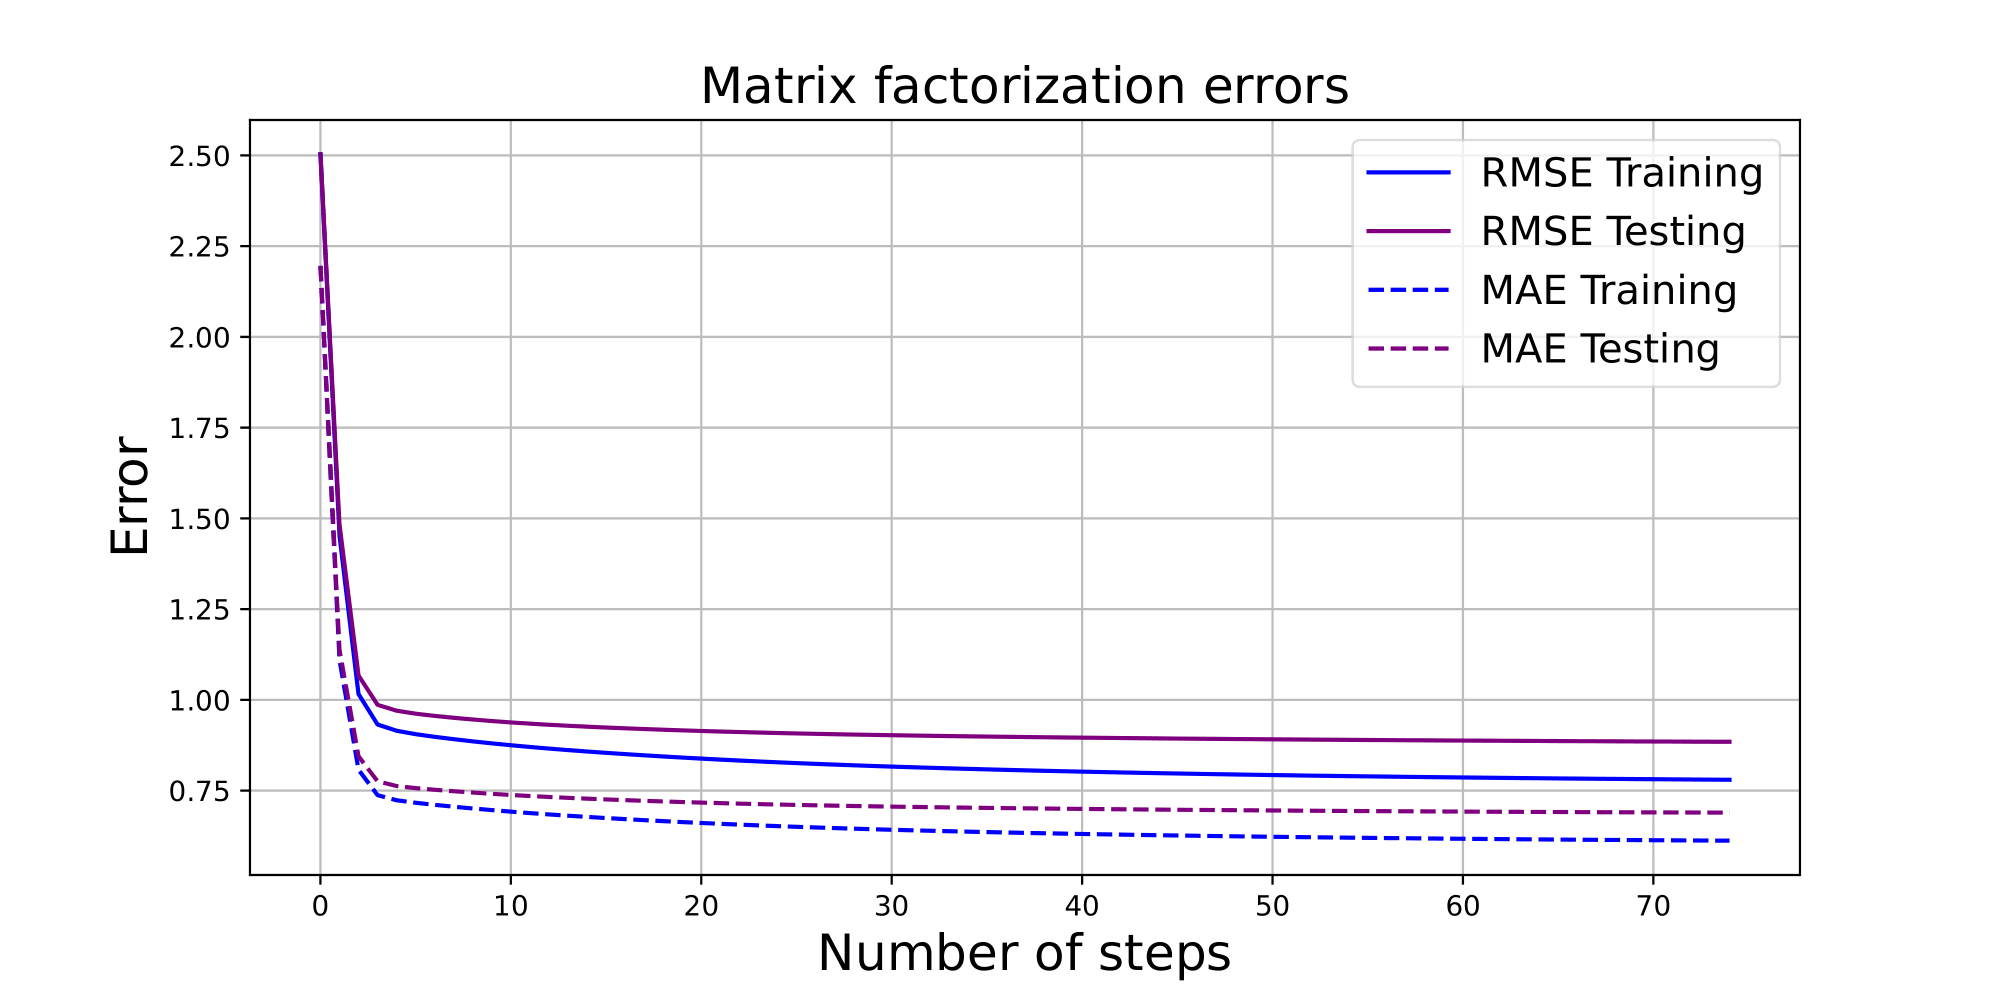 Matrix factorization errors
RMSE Training
RMSE Testing
MAE Training
MAE Testing
Error
2.50
2.25
2.00
1.75
1.50
1.25
1.00
0.75
0 10 20 30 40 50 60 70
Number of steps